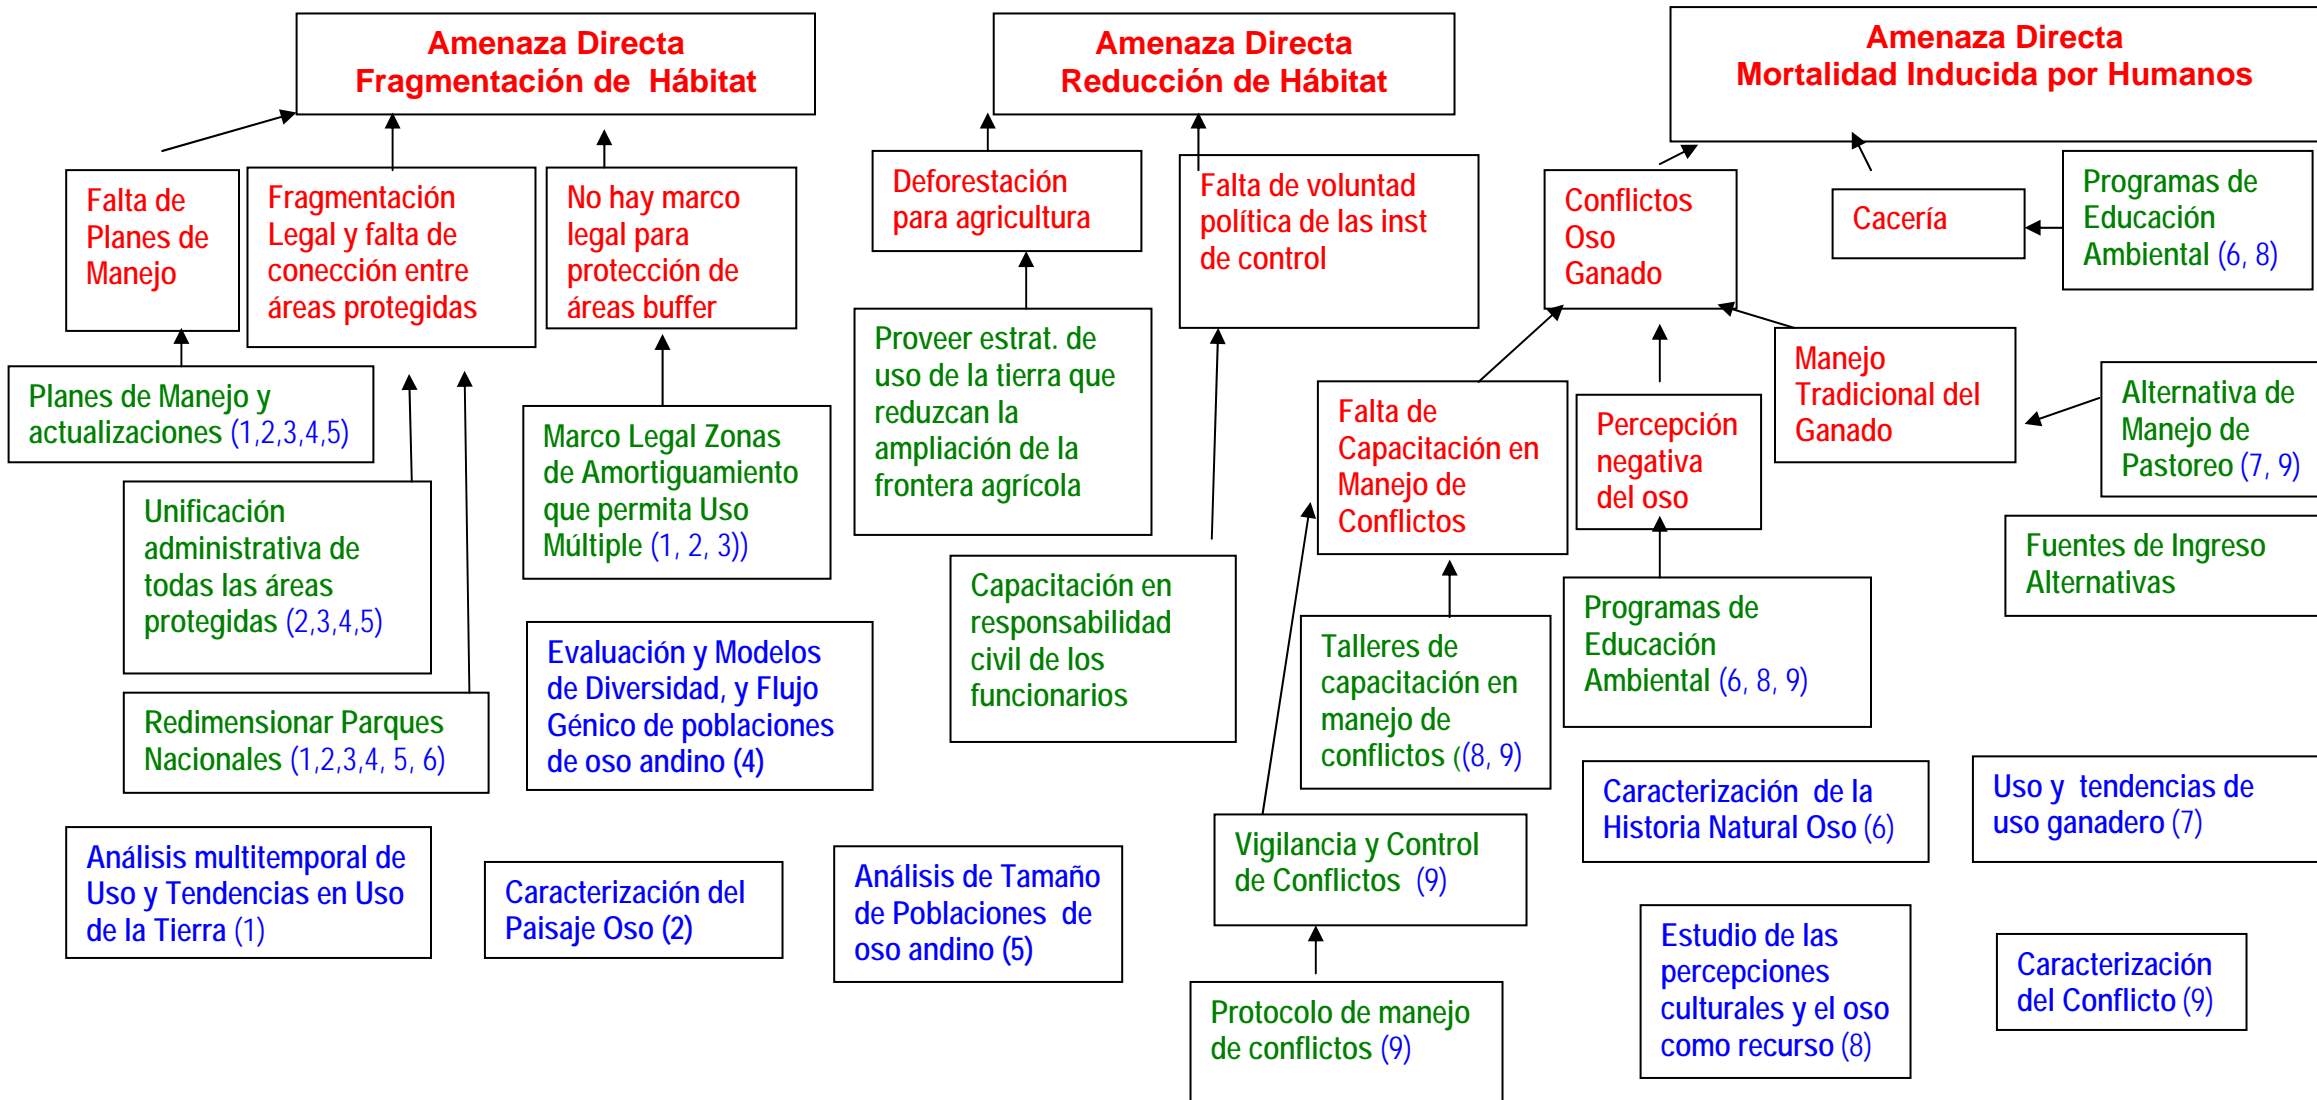 Amenaza Directa
Fragmentación de Hábitat
Amenaza Directa
Reducción de Hábitat
Amenaza Directa
Mortalidad Inducida por Humanos
Falta de
Planes de
Manejo
Fragmentación
Legal y falta de
conección entre
áreas protegidas
No hay marco
legal para
protección de
áreas buffer
Deforestación
para agricultura
Falta de voluntad
política de las inst
de control
Conflictos
Oso
Ganado
Cacería
Programas de
Educación
Ambiental (6, 8)
Planes de Manejo y
actualizaciones (1,2,3,4,5)
Marco Legal Zonas
de Amortiguamiento
que permita Uso
Múltiple (1, 2, 3))
Proveer estrat. de
uso de la tierra que
reduzcan la
ampliación de la
frontera agrícola
Falta de
Capacitación en
Manejo de
Conflictos
Percepción
negativa
del oso
Manejo
Tradicional del
Ganado
Alternativa de
Manejo de
Pastoreo (7, 9)
Unificación
administrativa de
todas las áreas
protegidas (2,3,4,5)
Capacitación en
responsabilidad
civil de los
funcionarios
Fuentes de Ingreso
Alternativas
Redimensionar Parques
Nacionales (1,2,3,4, 5, 6)
Evaluación y Modelos
de Diversidad, y Flujo
Génico de poblaciones
de oso andino (4)
Talleres de
capacitación en
manejo de
conflictos ((8, 9)
Programas de
Educación
Ambiental (6, 8, 9)
Análisis multitemporal de
Uso y Tendencias en Uso
de la Tierra (1)
Caracterización del
Paisaje Oso (2)
Análisis de Tamaño
de Poblaciones de
oso andino (5)
Vigilancia y Control
de Conflictos (9)
Caracterización de la
Historia Natural Oso (6)
Uso y tendencias de
uso ganadero (7)
Protocolo de manejo
de conflictos (9)
Estudio de las
percepciones
culturales y el oso
como recurso (8)
Caracterización
del Conflicto (9)